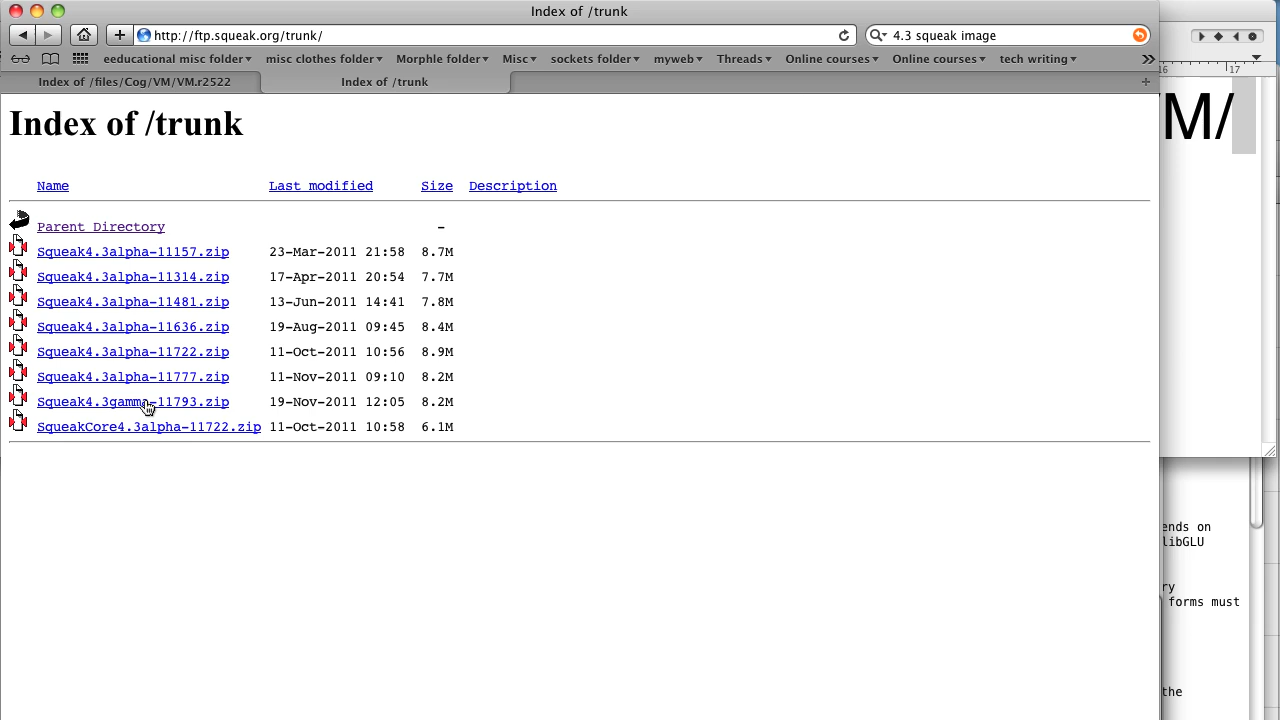 Index of /trunk
http://ftp.squeak.org/trunk/
4.3 squeak image
eeducational misc folder
misc clothes folder
Morphle folder
Misc
sockets folder
myweb
Threads
Online courses
Online courses
tech writing
Index of /files/Cog/VM/VM.r2522
Index of /trunk
16
17
M/
Index of /trunk
Name Last modified Size Description
Parent Directory -
Squeak4.3alpha-11157.zip 23-Mar-2011 21:58 8.7M
Squeak4.3alpha-11314.zip 17-Apr-2011 20:54 7.7M
Squeak4.3alpha-11481.zip 13-Jun-2011 14:41 7.8M
Squeak4.3alpha-11636.zip 19-Aug-2011 09:45 8.4M
Squeak4.3alpha-11722.zip 11-Oct-2011 10:56 8.9M
Squeak4.3alpha-11777.zip 11-Nov-2011 09:10 8.2M
Squeak4.3gamma-11793.zip 19-Nov-2011 12:05 8.2M
SqueakCore4.3alpha-11722.zip 11-Oct-2011 10:58 6.1M
ends on
libGLU
ry
forms must
the